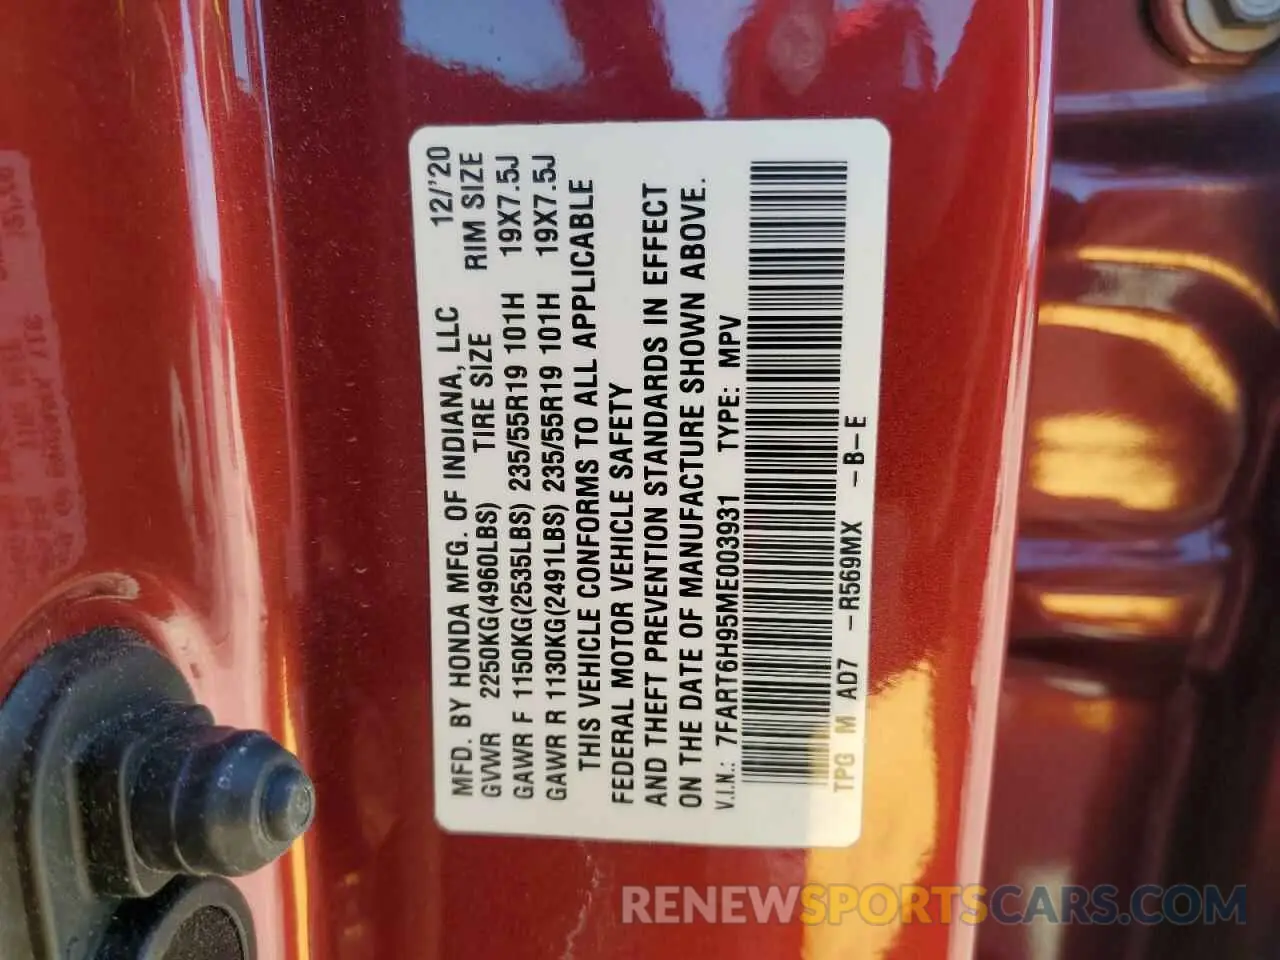 MFD. BY HONDA MFG. OF INDIANA, LLC 12/'20
GVWR 2250KG(4960LBS) TIRE SIZE RIM SIZE
GAWR F 1150KG(2535LBS) 235/55R19 101H 19X7.5J
GAWR R 1130KG(2491LBS) 235/55R19 101H 19X7.5J
THIS VEHICLE CONFORMS TO ALL APPLICABLE
FEDERAL MOTOR VEHICLE SAFETY
AND THEFT PREVENTION STANDARDS IN EFFECT
ON THE DATE OF MANUFACTURE SHOWN ABOVE.
V.I.N.: 7FART6H95ME003931 TYPE: MPV
TPG M AD7 -R569MX -B-E
RENEWSPORTSCARS.COM